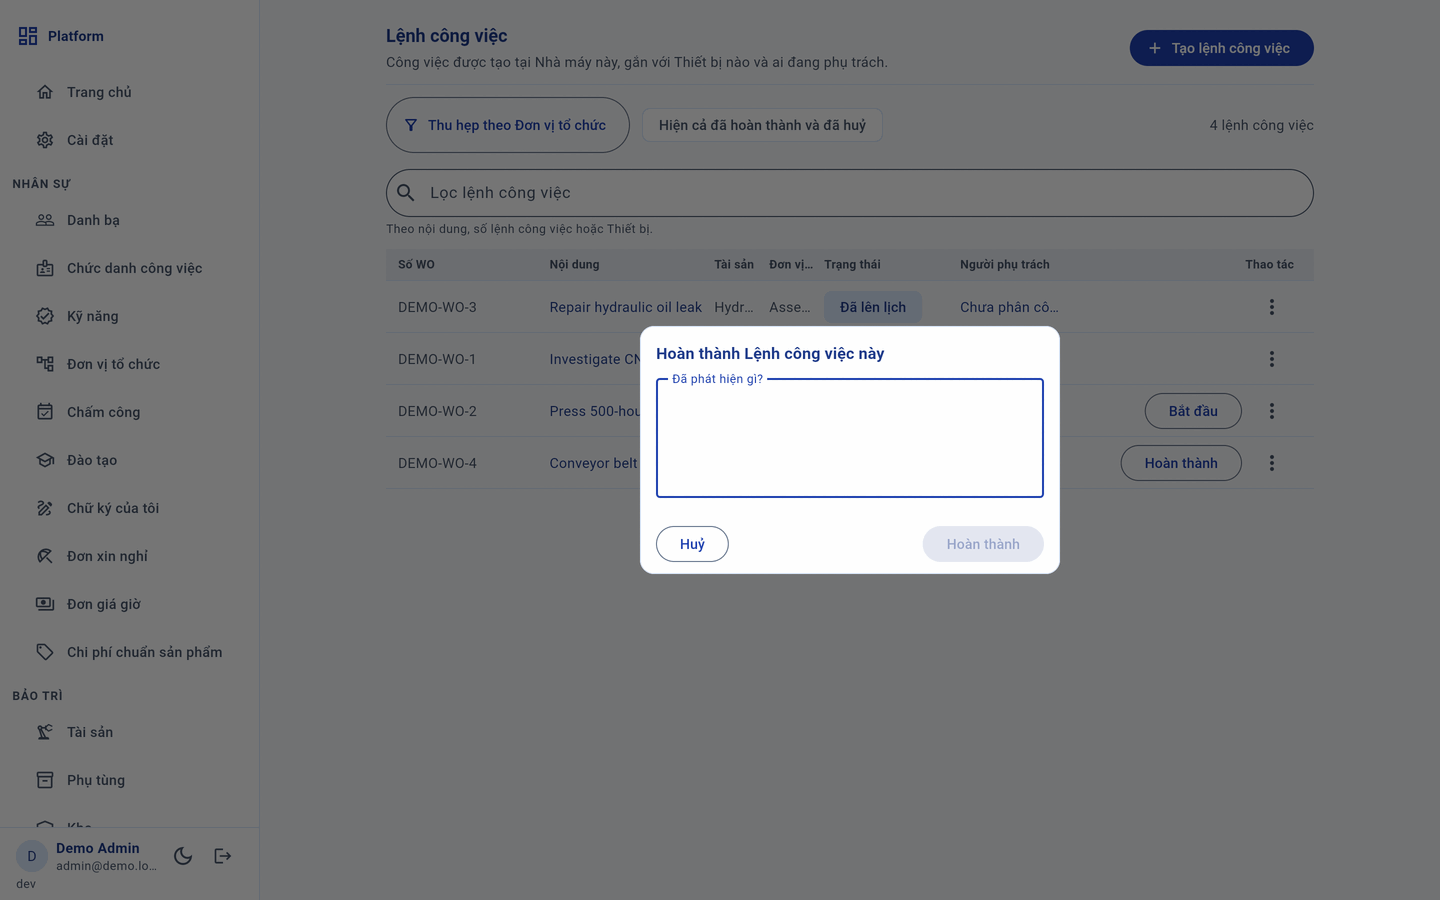 Platform
Trang chủ
Cài đặt
NHÂN SỰ
Danh bạ
Chức danh công việc
Kỹ năng
Đơn vị tổ chức
Chấm công
Đào tạo
Chữ ký của tôi
Đơn xin nghỉ
Đơn giá giờ
Chi phí chuẩn sản phẩm
BẢO TRÌ
Tài sản
Phụ tùng
D
Demo Admin
admin@demo.lo...
dev
Lệnh công việc
Công việc được tạo tại Nhà máy này, gắn với Thiết bị nào và ai đang phụ trách.
+ Tạo lệnh công việc
Thu hẹp theo Đơn vị tổ chức
Hiện cả đã hoàn thành và đã huỷ
4 lệnh công việc
Lọc lệnh công việc
Theo nội dung, số lệnh công việc hoặc Thiết bị.
Số WO Nội dung Tài sản Đơn vị... Trạng thái Người phụ trách Thao tác
DEMO-WO-3 Repair hydraulic oil leak Hydr... Asse... Đã lên lịch Chưa phân cô...
DEMO-WO-1 Investigate
DEMO-WO-2 Press 500-hou Bắt đầu
DEMO-WO-4 Conveyor belt Hoàn thành
Hoàn thành Lệnh công việc này
Đã phát hiện gì?
Huỷ
Hoàn thành